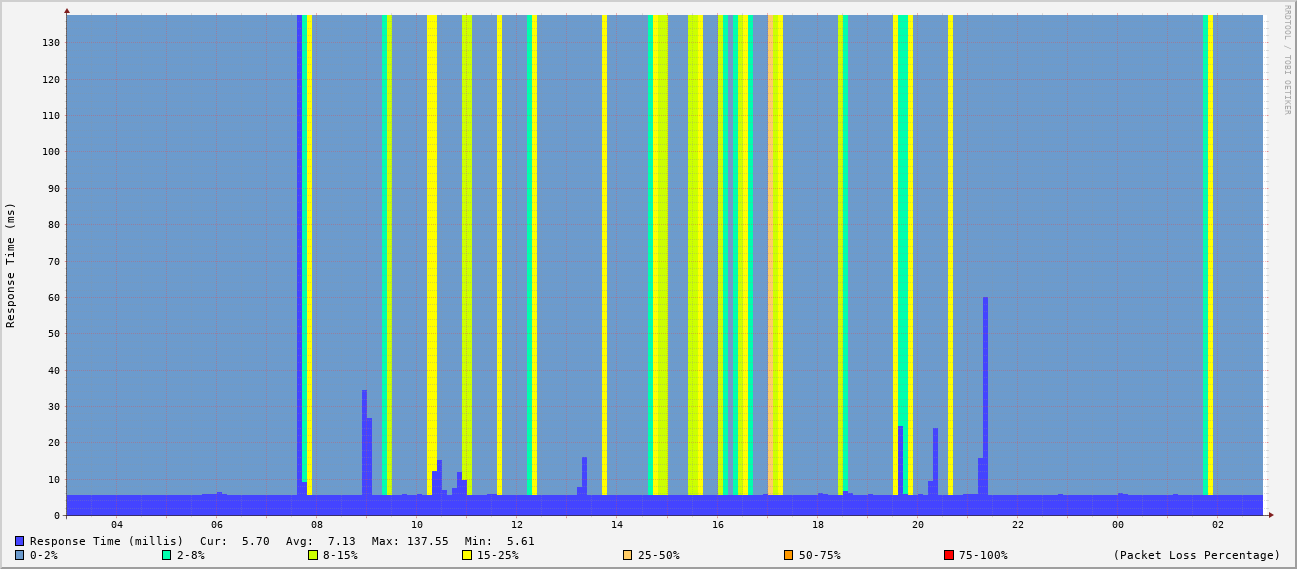 RRDTOOL / TOBI OETIKER
Response Time (ms)
130
120
110
100
90
80
70
60
50
40
30
20
10
0
04 06 08 10 12 14 16 18 20 22 00 02
Response Time (millis) Cur: 5.70 Avg: 7.13 Max: 137.55 Min: 5.61
0-2% 2-8% 8-15% 15-25% 25-50% 50-75% 75-100% (Packet Loss Percentage)